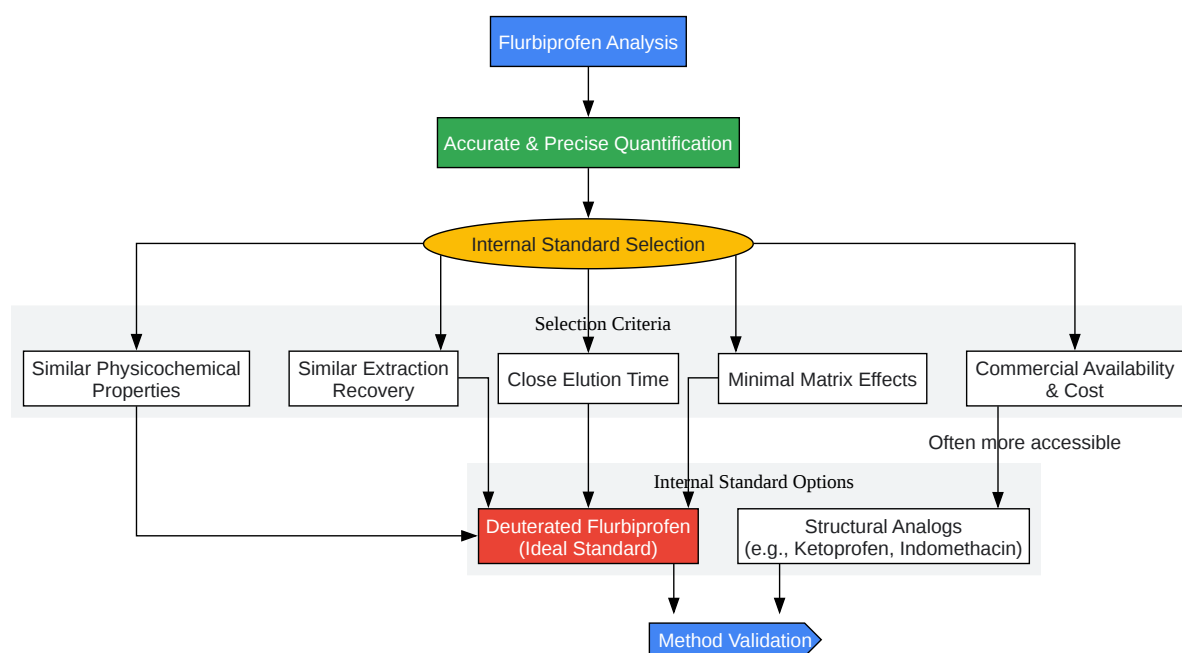 Flurbiprofen Analysis
Accurate & Precise Quantification
Internal Standard Selection
Selection Criteria
Similar Physicochemical
Properties
Similar Extraction
Recovery
Close Elution Time
Minimal Matrix Effects
Commercial Availability
& Cost
Often more accessible
Internal Standard Options
Deuterated Flurbiprofen
(Ideal Standard)
Structural Analogs
(e.g., Ketoprofen, Indomethacin)
Method Validation